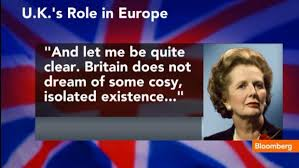 U.K.'s Role in Europe
"And let me be quite
clear. Britain does not
dream of some cosy,
isolated existence..."
Bloomberg